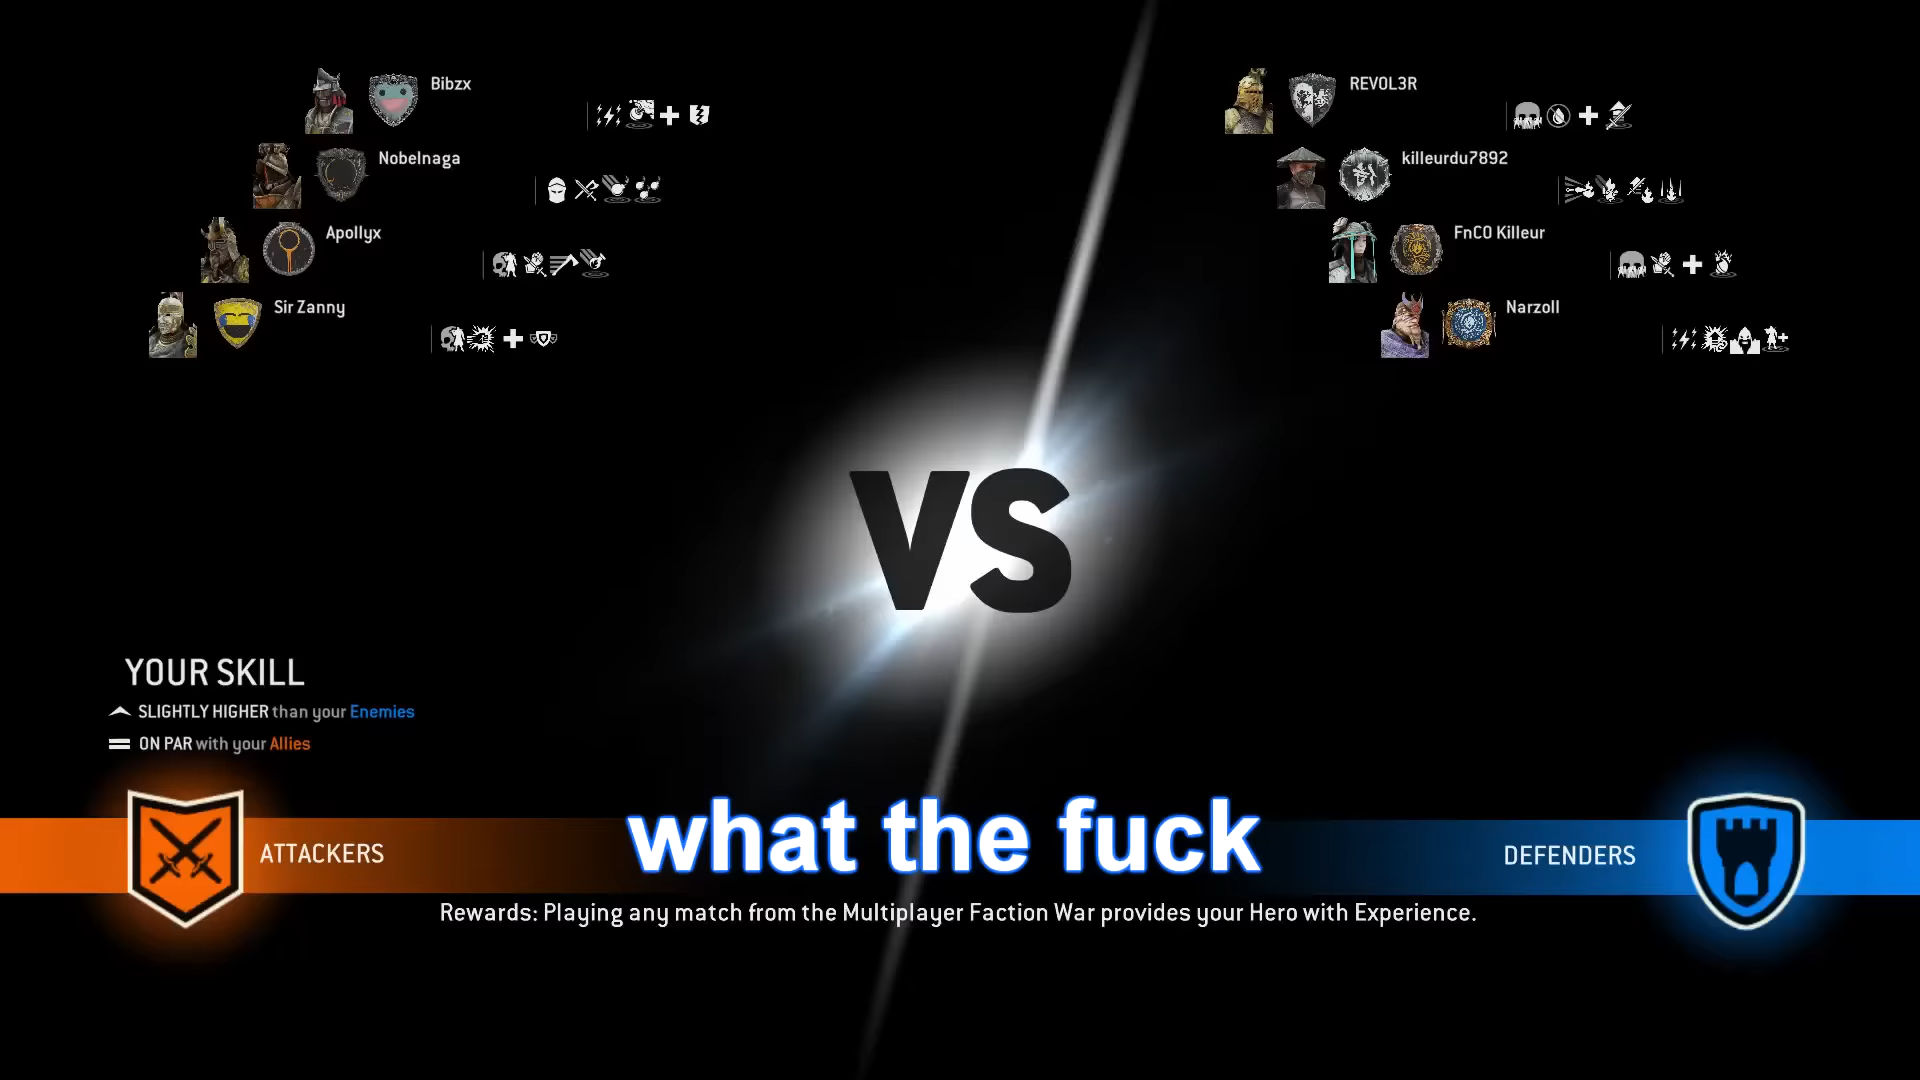 Bibzx
Nobelnaga
Apollyx
Sir Zanny
REVOL3R
killeurdu7892
FnCO Killeur
Narzoll
VS
YOUR SKILL
SLIGHTLY HIGHER than your Enemies
ON PAR with your Allies
ATTACKERS
what the fuck
DEFENDERS
Rewards: Playing any match from the Multiplayer Faction War provides your Hero with Experience.